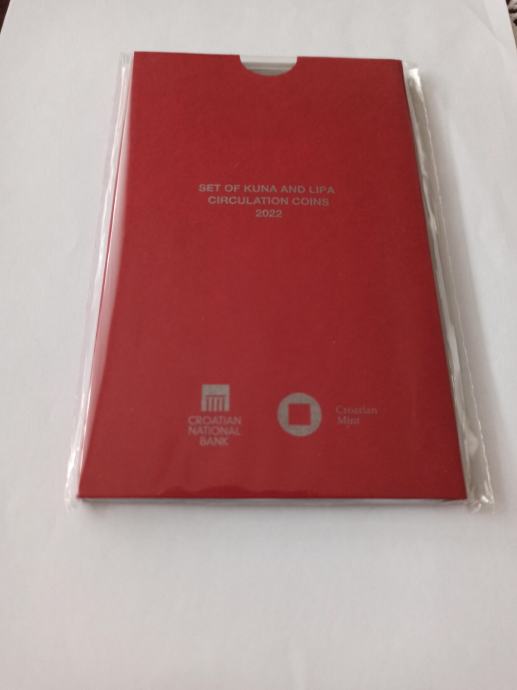 SET OF KUNA AND LIPA
CIRCULATION COINS
2022
CROATIAN
NATIONAL
BANK
Croatian
Mint